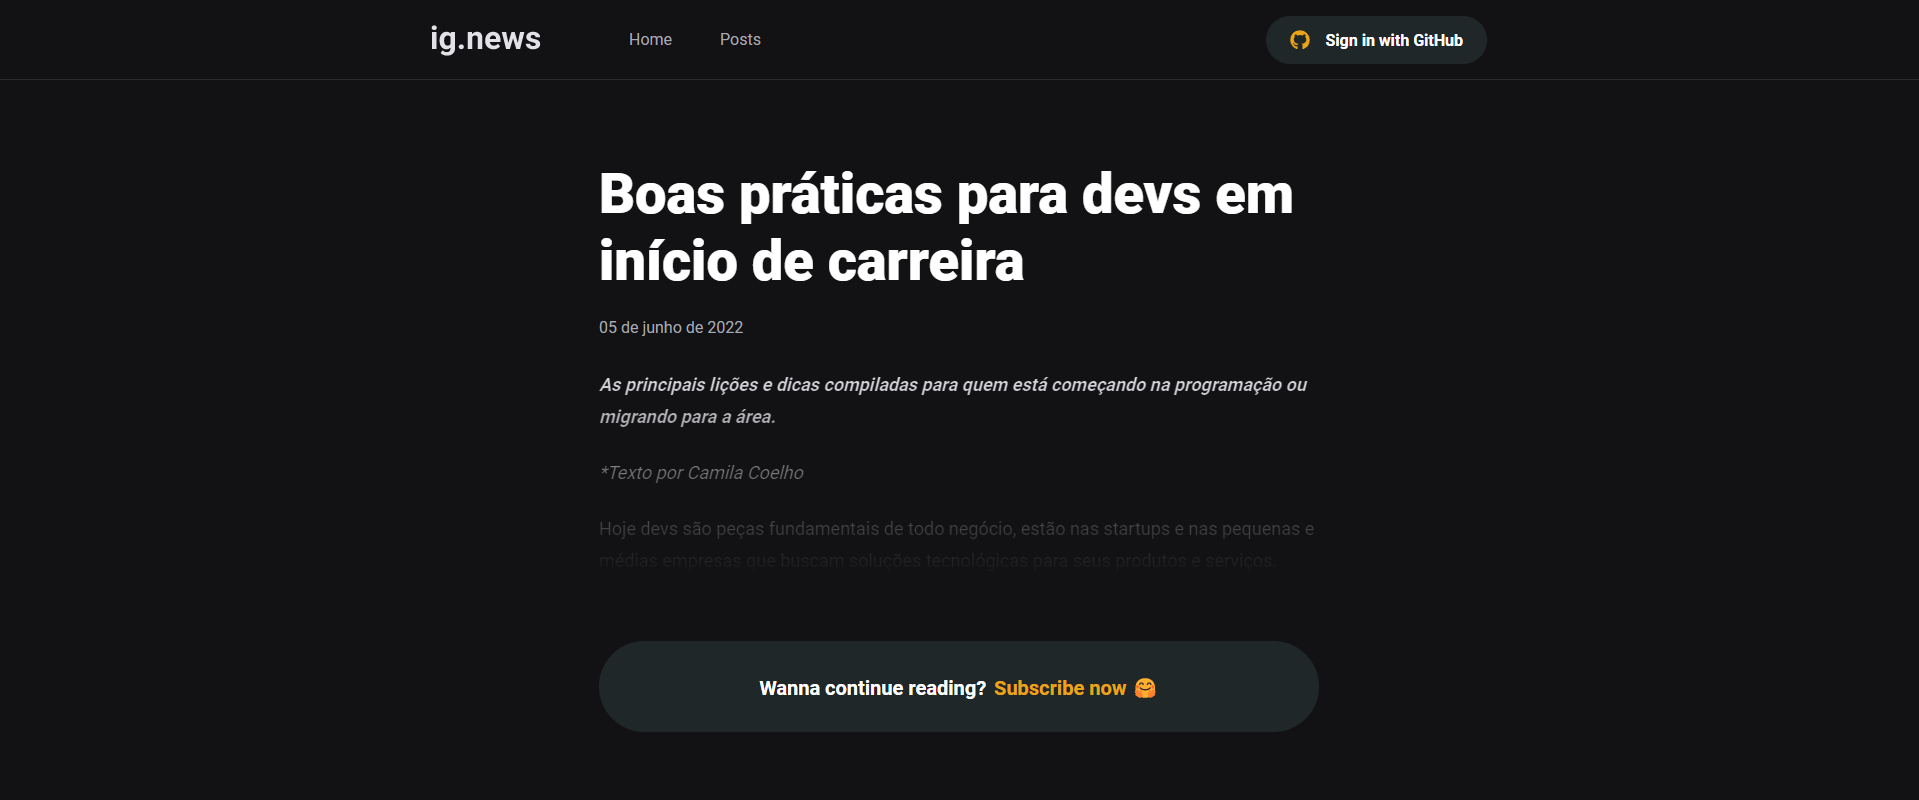 ig.news
Home
Posts
Sign in with GitHub
Boas práticas para devs em
início de carreira
05 de junho de 2022
As principais lições e dicas compiladas para quem está começando na programação ou
migrando para a área.
*Texto por Camila Coelho
Hoje devs são peças fundamentais de todo negócio, estão nas startups e nas pequenas e
médias empresas que buscam soluções tecnológicas para seus produtos e serviços.
Wanna continue reading? Subscribe now 🤗